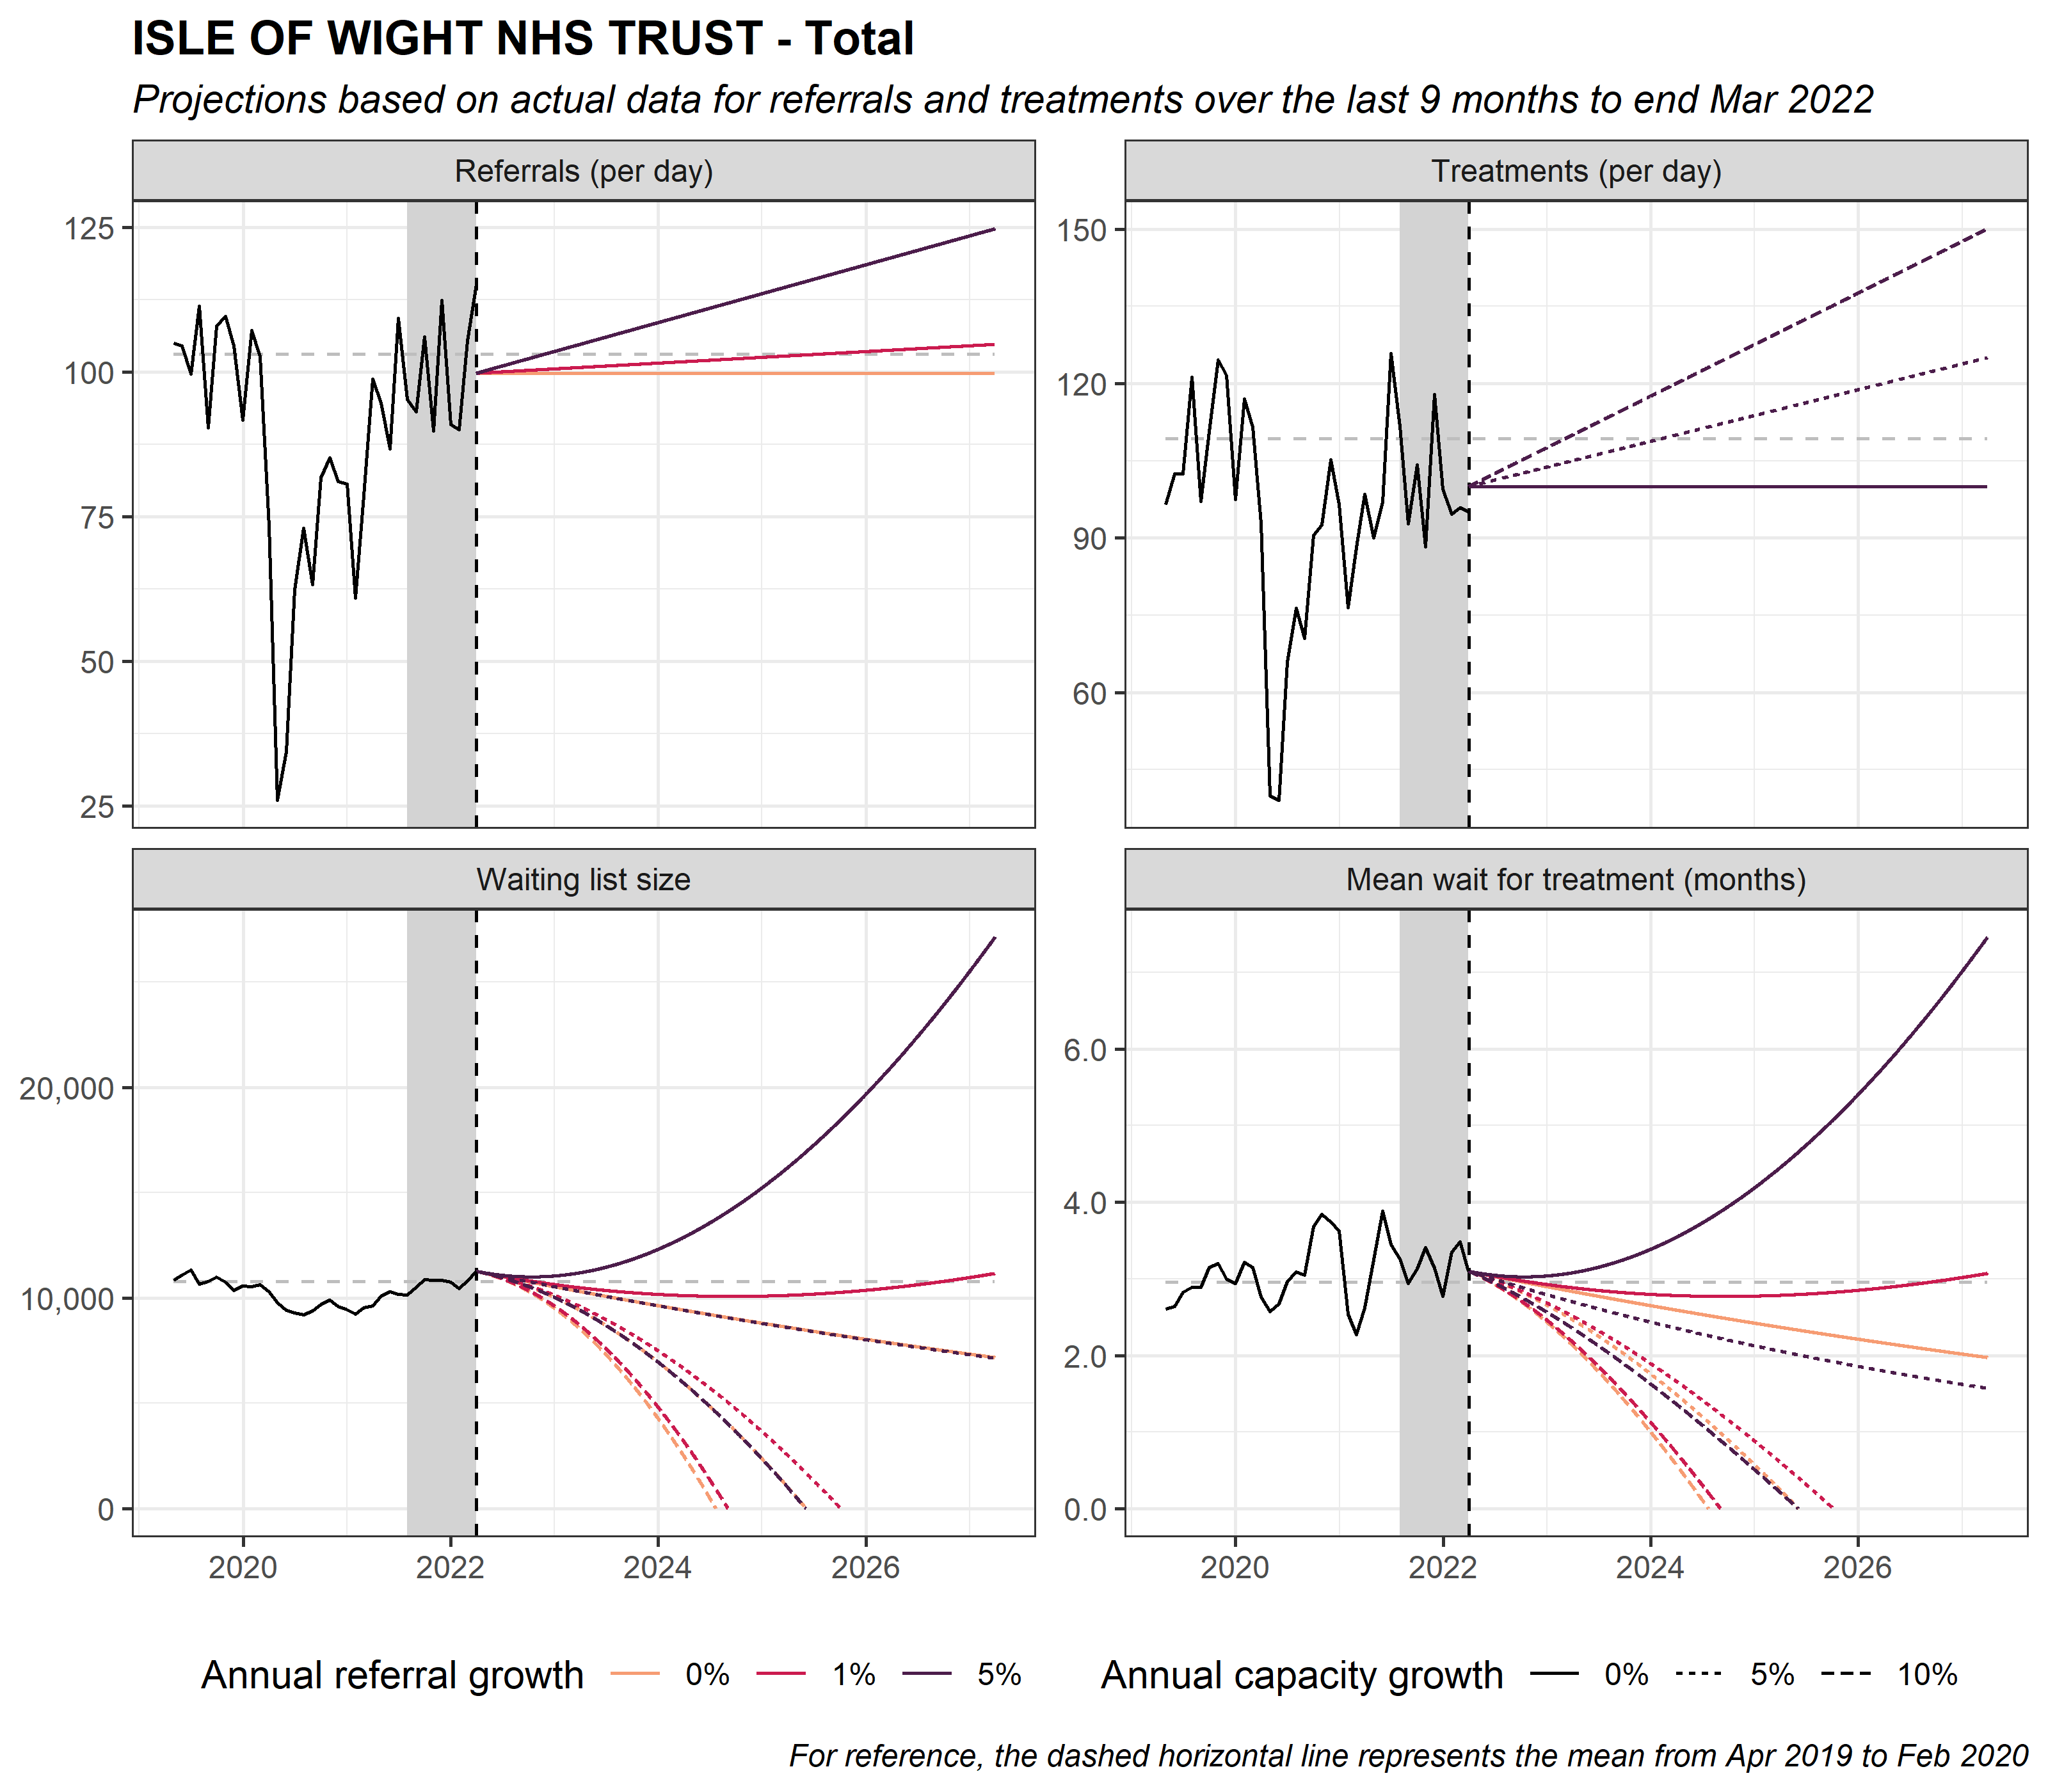 ISLE OF WIGHT NHS TRUST - Total
Projections based on actual data for referrals and treatments over the last 9 months to end Mar 2022
Referrals (per day)
125
100
75
50
25
Treatments (per day)
150
120
90
60
Waiting list size
20,000
10,000
0
2020 2022 2024 2026
Mean wait for treatment (months)
6.0
4.0
2.0
0.0
2020 2022 2024 2026
Annual referral growth 0% 1% 5%
Annual capacity growth 0% 5% 10%
For reference, the dashed horizontal line represents the mean from Apr 2019 to Feb 2020